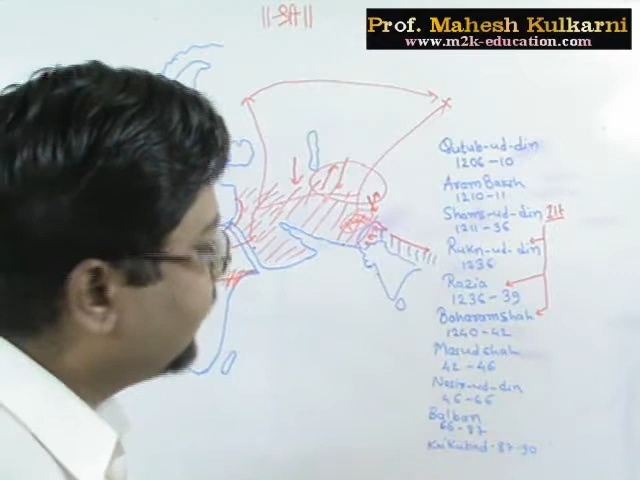 Prof. Mahesh Kulkarni
www.m2k-education.com
Qutub-ud-din
1206-10
Aram Baksh
1210-11
Shams-ud-din Ilt
1211-36
Rukn-ud-din
1236
Razia
1236-39
Baharamshah
1240-42
Masudshah
42-46
Nasir-ud-din
46-66
Balban
66-87
87-90